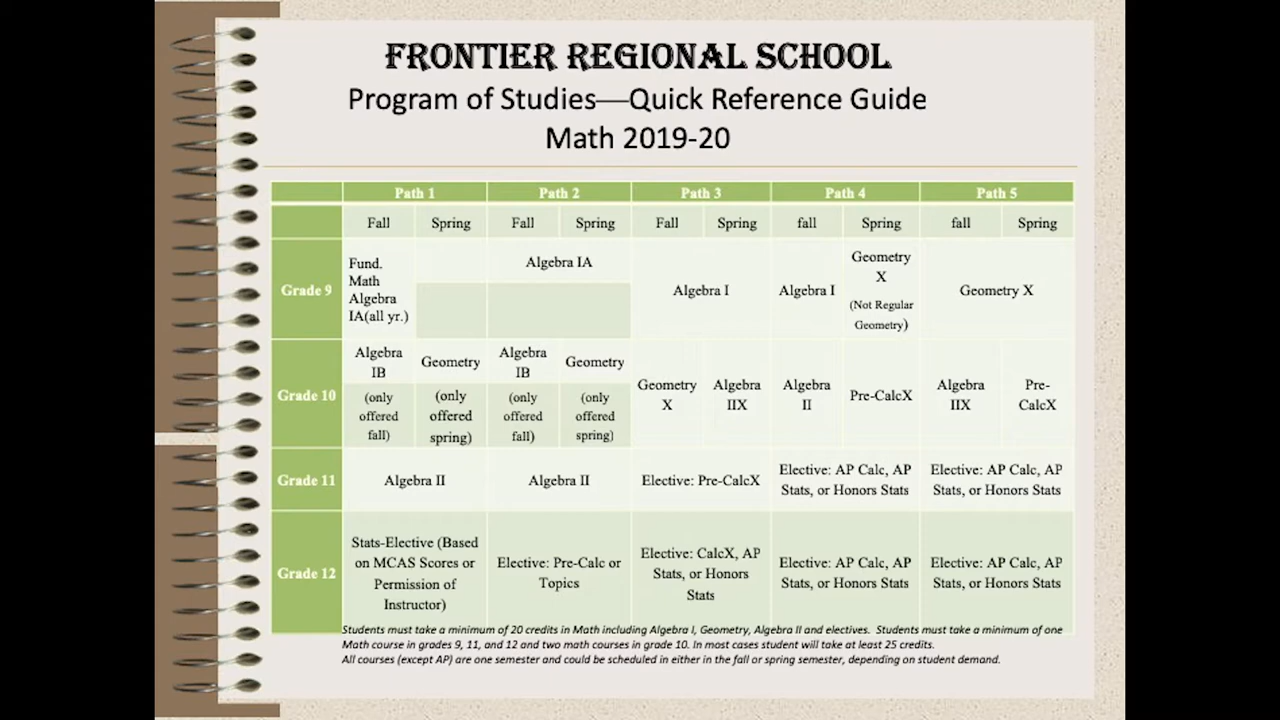 FRONTIER REGIONAL SCHOOL
Program of Studies—Quick Reference Guide
Math 2019-20
Path 1 Path 2 Path 3 Path 4 Path 5
Fall Spring Fall Spring Fall Spring fall Spring fall Spring
Grade 9
Fund.
Math
Algebra
IA(all yr.)
Algebra IA
Algebra I
Algebra I
Geometry
X
(Not Regular
Geometry)
Geometry X
Grade 10
Algebra
IB
(only
offered
fall)
Geometry
(only
offered
spring)
Algebra
IB
(only
offered
fall)
Geometry
(only
offered
spring)
Geometry
X
Algebra
IIX
Algebra
II
Pre-CalcX
Algebra
IIX
Pre-
CalcX
Grade 11
Algebra II
Algebra II
Elective: Pre-CalcX
Elective: AP Calc, AP
Stats, or Honors Stats
Elective: AP Calc, AP
Stats, or Honors Stats
Grade 12
Stats-Elective (Based
on MCAS Scores or
Permission of
Instructor)
Elective: Pre-Calc or
Topics
Elective: CalcX, AP
Stats, or Honors
Stats
Elective: AP Calc, AP
Stats, or Honors Stats
Elective: AP Calc, AP
Stats, or Honors Stats
Students must take a minimum of 20 credits in Math including Algebra I, Geometry, Algebra II and electives. Students must take a minimum of one
Math course in grades 9, 11, and 12 and two math courses in grade 10. In most cases student will take at least 25 credits.
All courses (except AP) are one semester and could be scheduled in either in the fall or spring semester, depending on student demand.